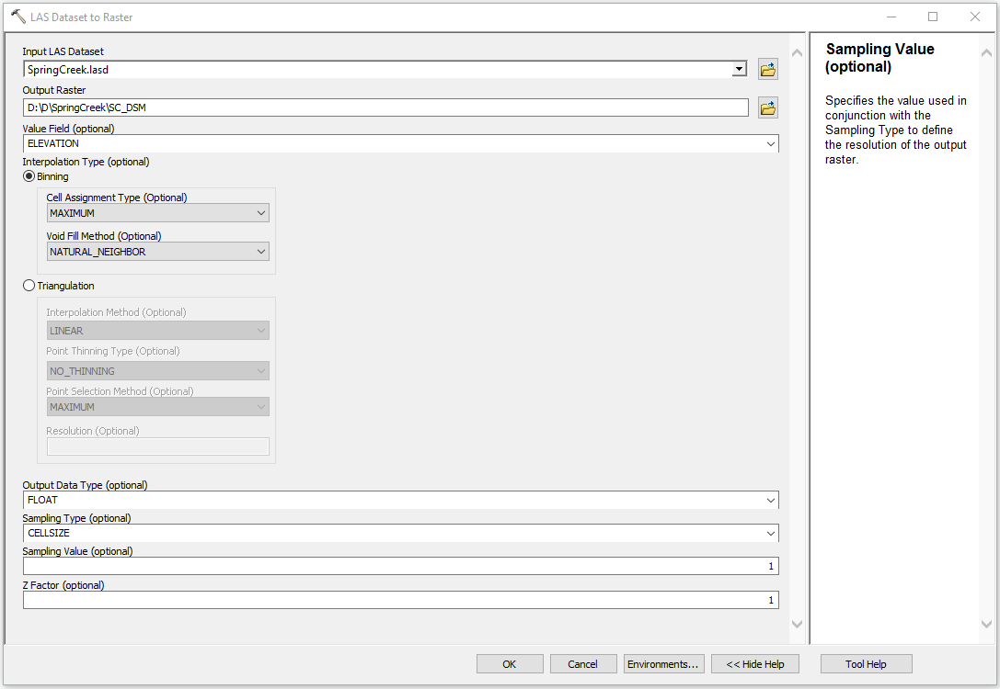 LAS Dataset to Raster
Input LAS Dataset
SpringCreek.lasd
Output Raster
D:\D\SpringCreek\SC_DSM
Value Field (optional)
ELEVATION
Interpolation Type (optional)
Binning
Cell Assignment Type (Optional)
MAXIMUM
Void Fill Method (Optional)
NATURAL_NEIGHBOR
Triangulation
Interpolation Method (Optional)
LINEAR
Point Thinning Type (Optional)
NO_THINNING
Point Selection Method (Optional)
MAXIMUM
Resolution (Optional)
Output Data Type (optional)
FLOAT
Sampling Type (optional)
CELLSIZE
Sampling Value (optional)
1
Z Factor (optional)
1
Sampling Value
(optional)
Specifies the value used in
conjunction with the
Sampling Type to define
the resolution of the output
raster.
OK
Cancel
Environments...
<< Hide Help
Tool Help